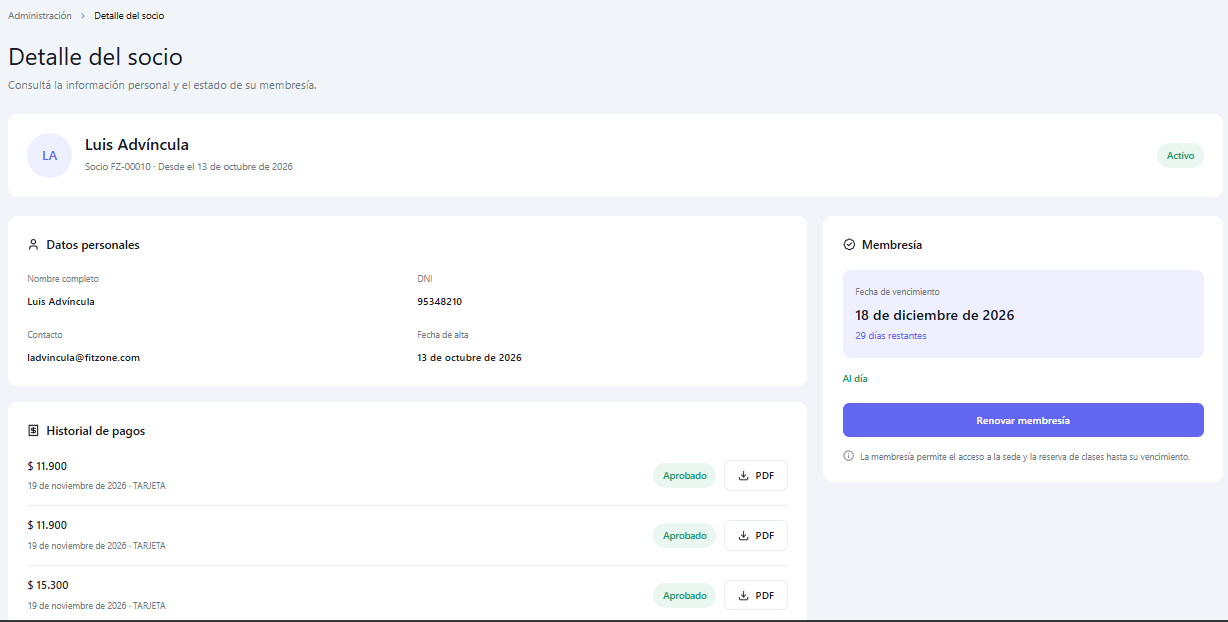 Administración > Detalle del socio
Detalle del socio
Consultá la información personal y el estado de su membresía.
LA
Luis Advíncula
Socio FZ-00010 · Desde el 13 de octubre de 2026
Activo
Datos personales
Nombre completo
Luis Advíncula
DNI
95348210
Contacto
ladvincula@fitzone.com
Fecha de alta
13 de octubre de 2026
Historial de pagos
$ 11.900
19 de noviembre de 2026 · TARJETA
Aprobado
PDF
$ 11.900
19 de noviembre de 2026 · TARJETA
Aprobado
PDF
$ 15.300
19 de noviembre de 2026 · TARJETA
Aprobado
PDF
Membresía
Fecha de vencimiento
18 de diciembre de 2026
29 días restantes
Al día
Renovar membresía
La membresía permite el acceso a la sede y la reserva de clases hasta su vencimiento.